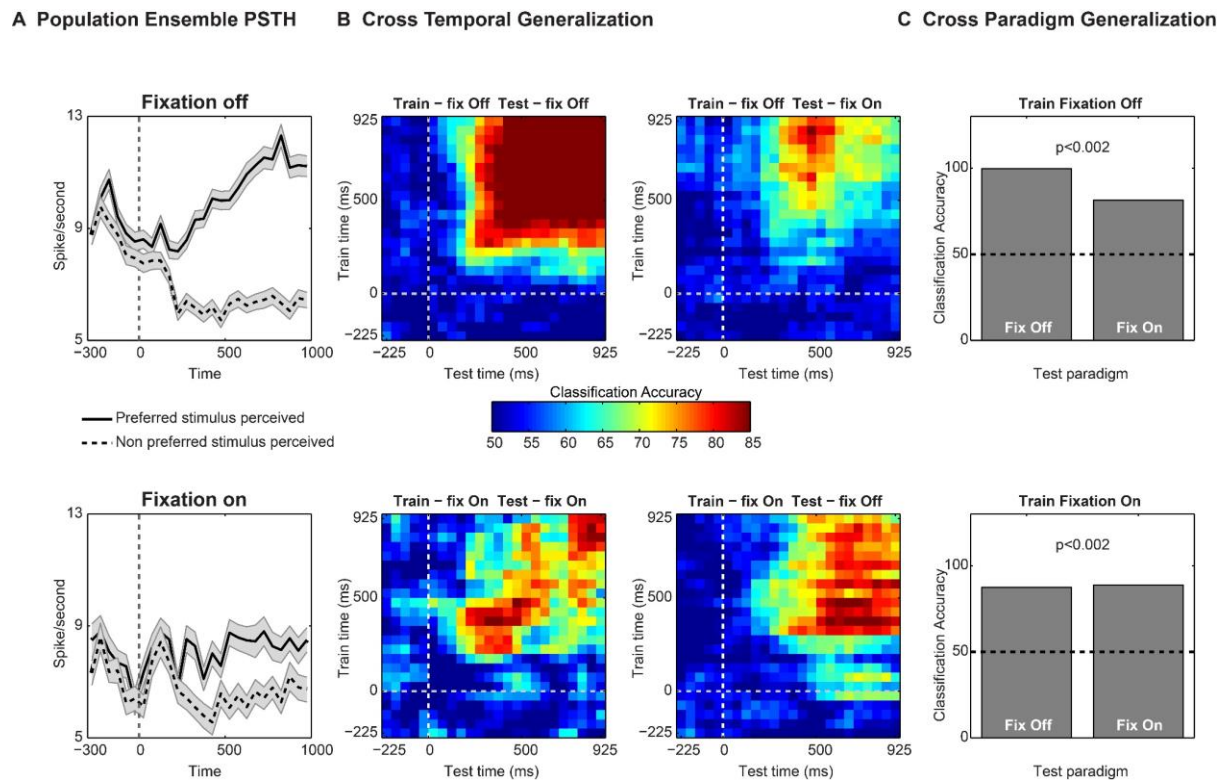 A Population Ensemble PSTH
B Cross Temporal Generalization
C Cross Paradigm Generalization
Fixation off
13
9
5
Spike/second
−300 0 500 1000
Time
Train − fix Off Test − fix Off
925
500
0
−225
Train time (ms)
−225 0 500 925
Test time (ms)
Train − fix Off Test − fix On
925
500
0
−225
Train time (ms)
−225 0 500 925
Test time (ms)
Train Fixation Off
p<0.002
100
50
0
Classification Accuracy
Fix Off Fix On
Test paradigm
Preferred stimulus perceived
Non preferred stimulus perceived
Classification Accuracy
50 55 60 65 70 75 80 85
Fixation on
13
9
5
Spike/second
−300 0 500 1000
Time
Train − fix On Test − fix On
925
500
0
−225
Train time (ms)
−225 0 500 925
Test time (ms)
Train − fix On Test − fix Off
925
500
0
−225
Train time (ms)
−225 0 500 925
Test time (ms)
Train Fixation On
p<0.002
100
50
0
Classification Accuracy
Fix Off Fix On
Test paradigm